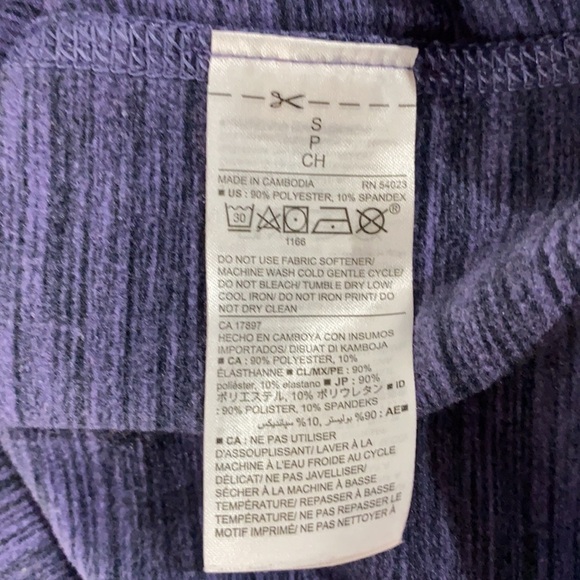 S
P
CH
MADE IN CAMBODIA RN 54023
■ US : 90% POLYESTER, 10% SPANDEX
30 ®
1166
DO NOT USE FABRIC SOFTENER/
MACHINE WASH COLD GENTLE CYCLE/
DO NOT BLEACH/ TUMBLE DRY LOW/
COOL IRON/ DO NOT IRON PRINT/ DO
NOT DRY CLEAN
CA 17897
HECHO EN CAMBOYA CON INSUMOS
IMPORTADOS/ DIBUAT DI KAMBOJA
■ CA : 90% POLYESTER, 10%
ÉLASTHANNE ■ CL/MX/PE : 90%
poliéster, 10% elastano ■ JP : 90%
ポリエステル, 10% ポリウレタン ■ ID
: 90% POLISTER, 10% SPANDEKS
■AE : 90% بوليستر, 10% سباندكس
■ CA : NE PAS UTILISER
D'ASSOUPLISSANT/ LAVER À LA
MACHINE À L'EAU FROIDE AU CYCLE
DÉLICAT/ NE PAS JAVELLISER/
SÉCHER À LA MACHINE À BASSE
TEMPÉRATURE/ REPASSER À BASSE
TEMPÉRATURE/ NE PAS REPASSER LE
MOTIF IMPRIMÉ/ NE PAS NETTOYER À